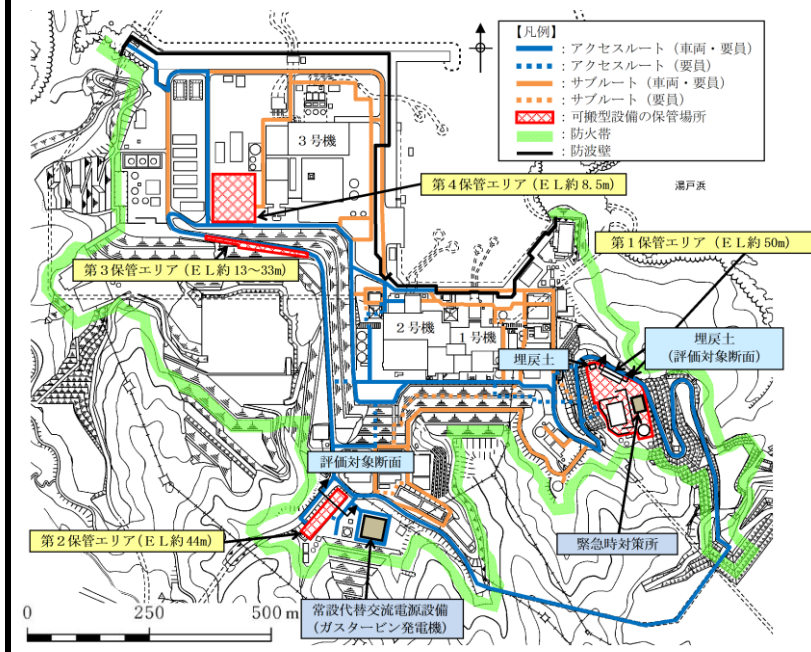 【凡例】
：アクセスルート（車両・要員）
：アクセスルート（要員）
：サブルート（車両・要員）
：サブルート（要員）
：可搬型設備の保管場所
：防火帯
：防波壁
3号機
湯戸浜
第4保管エリア（EL約8.5m）
第1保管エリア（EL約50m）
第3保管エリア（EL約13～33m）
2号機
1号機
埋戻土
埋戻土
（評価対象断面）
評価対象断面
第2保管エリア（EL約44m）
緊急時対策所
常設代替交流電源設備
（ガスタービン発電機）
0 250 500 m